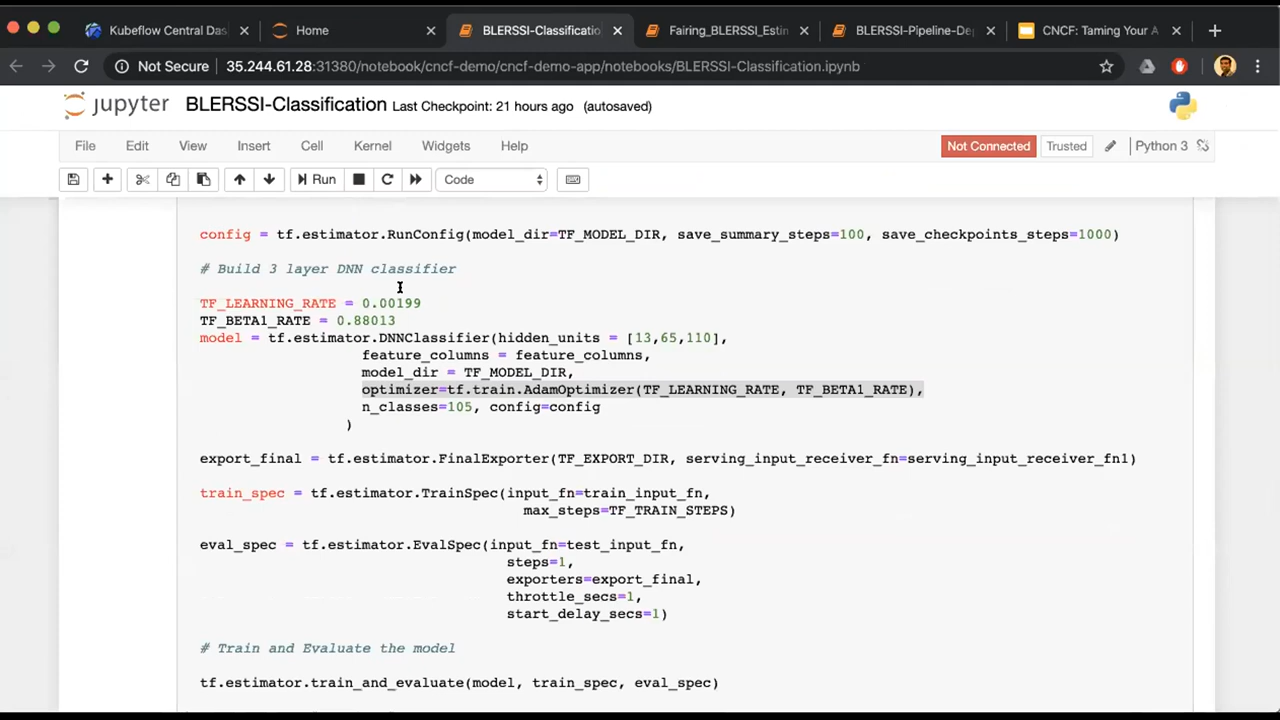 Kubeflow Central Das
Home
BLERSSI-Classificatio
Fairing_BLERSSI_Estin
BLERSSI-Pipeline-Dep
CNCF: Taming Your A
Not Secure 35.244.61.28:31380/notebook/cncf-demo/cncf-demo-app/notebooks/BLERSSI-Classification.ipynb
jupyter BLERSSI-Classification Last Checkpoint: 21 hours ago (autosaved)
File Edit View Insert Cell Kernel Widgets Help Not Connected Trusted Python 3
Run Code
config = tf.estimator.RunConfig(model_dir=TF_MODEL_DIR, save_summary_steps=100, save_checkpoints_steps=1000)
# Build 3 layer DNN classifier
TF_LEARNING_RATE = 0.00199
TF_BETA1_RATE = 0.88013
model = tf.estimator.DNNClassifier(hidden_units = [13,65,110],
feature_columns = feature_columns,
model_dir = TF_MODEL_DIR,
optimizer=tf.train.AdamOptimizer(TF_LEARNING_RATE, TF_BETA1_RATE),
n_classes=105, config=config
)
export_final = tf.estimator.FinalExporter(TF_EXPORT_DIR, serving_input_receiver_fn=serving_input_receiver_fn1)
train_spec = tf.estimator.TrainSpec(input_fn=train_input_fn,
max_steps=TF_TRAIN_STEPS)
eval_spec = tf.estimator.EvalSpec(input_fn=test_input_fn,
steps=1,
exporters=export_final,
throttle_secs=1,
start_delay_secs=1)
# Train and Evaluate the model
tf.estimator.train_and_evaluate(model, train_spec, eval_spec)